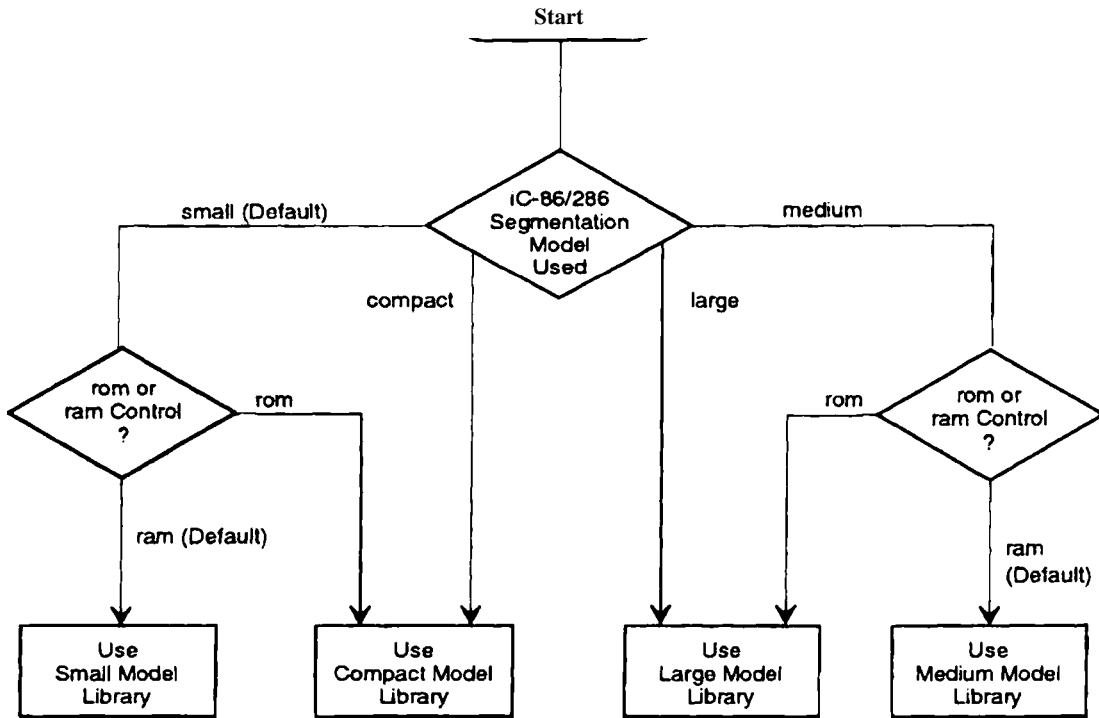 Start
iC-86/286
Segmentation
Model
Used
small (Default)
medium
compact
large
rom or
ram Control
?
rom
rom
rom or
ram Control
?
ram (Default)
ram
(Default)
Use
Small Model
Library
Use
Compact Model
Library
Use
Large Model
Library
Use
Medium Model
Library